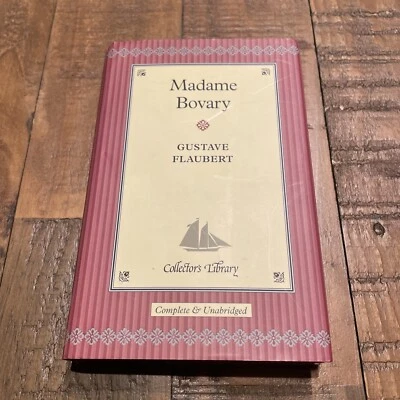 Madame
Bovary
GUSTAVE
FLAUBERT
Collector's Library
Complete & Unabridged